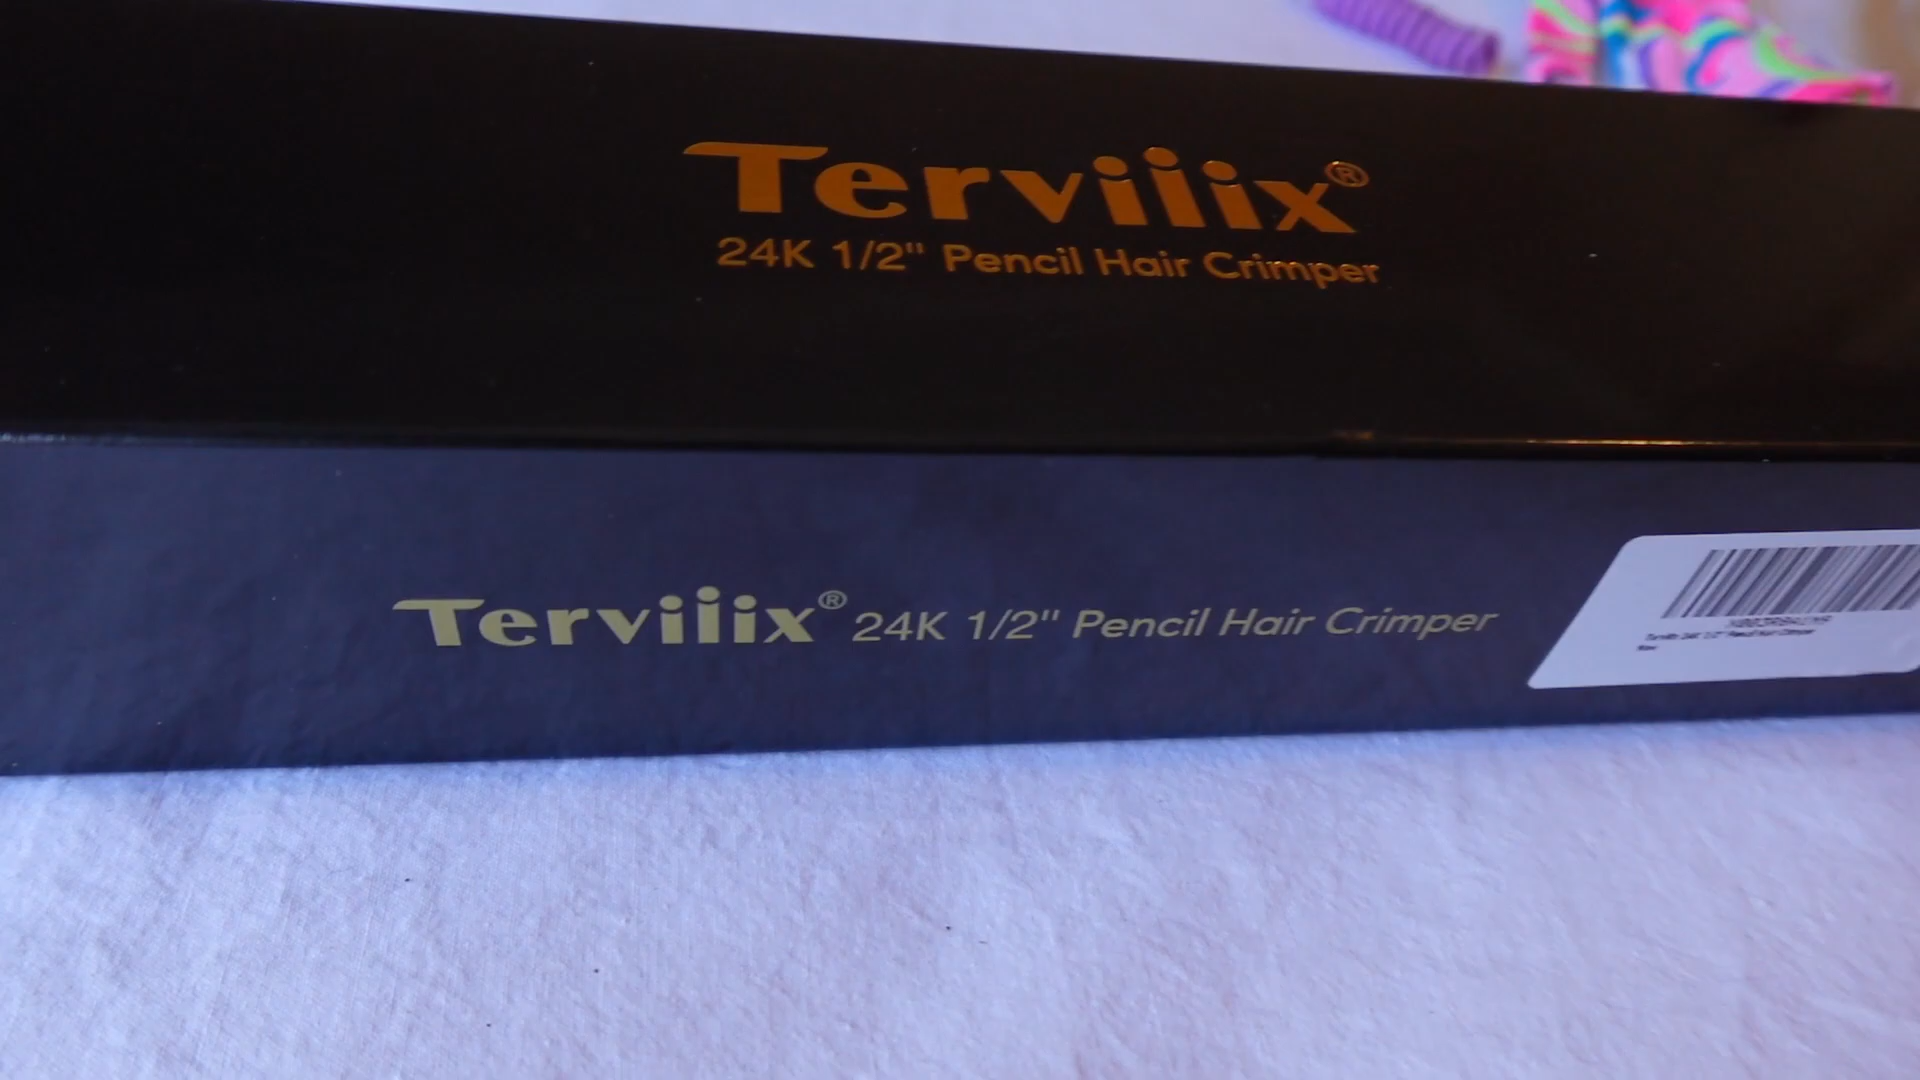 Terviiix®
24K 1/2" Pencil Hair Crimper
Terviiix® 24K 1/2" Pencil Hair Crimper